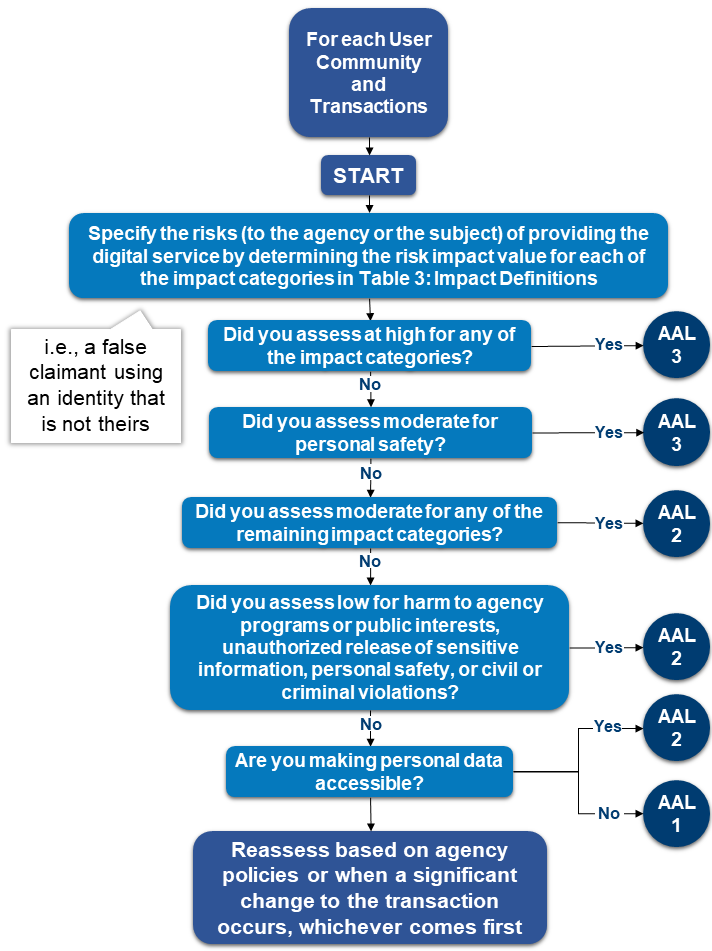 For each User
Community
and
Transactions
START
Specify the risks (to the agency or the subject) of providing the
digital service by determining the risk impact value for each of
the impact categories in Table 3: Impact Definitions
i.e., a false
claimant using
an identity that
is not theirs
Did you assess at high for any of
the impact categories?
Yes
AAL
3
No
Did you assess moderate for
personal safety?
Yes
AAL
3
No
Did you assess moderate for any of the
remaining impact categories?
Yes
AAL
2
No
Did you assess low for harm to agency
programs or public interests,
unauthorized release of sensitive
information, personal safety, or civil or
criminal violations?
Yes
AAL
2
No
Are you making personal data
accessible?
Yes
AAL
2
No
AAL
1
Reassess based on agency
policies or when a significant
change to the transaction
occurs, whichever comes first